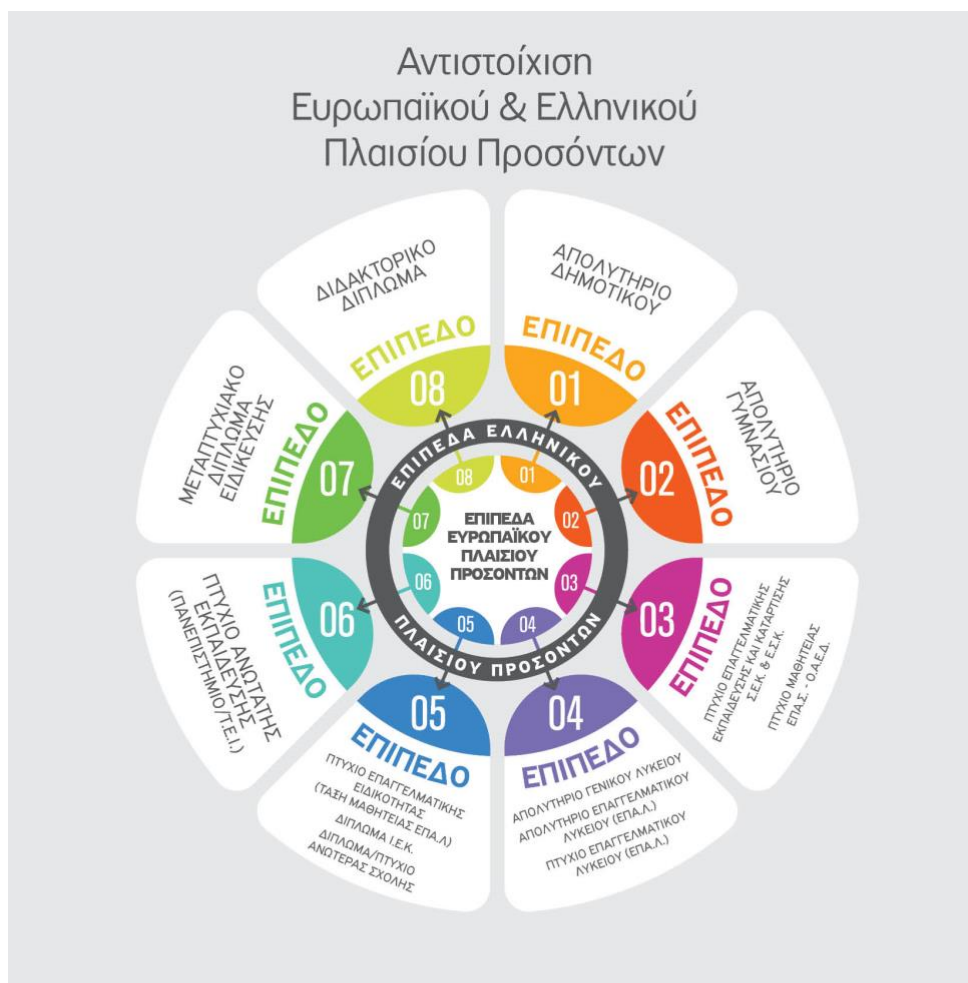 Αντιστοίχιση
Ευρωπαϊκού & Ελληνικού
Πλαισίου Προσόντων
ΑΠΟΛΥΤΗΡΙΟ
ΔΗΜΟΤΙΚΟΥ
ΕΠΙΠΕΔΟ
01
ΑΠΟΛΥΤΗΡΙΟ
ΓΥΜΝΑΣΙΟΥ
ΕΠΙΠΕΔΟ
02
ΠΤΥΧΙΟ ΕΠΑΓΓΕΛΜΑΤΙΚΗΣ
ΕΚΠΑΙΔΕΥΣΗΣ ΚΑΙ ΚΑΤΑΡΤΙΣΗΣ
Σ.Ε.Κ. & Ε.Σ.Κ.
ΠΤΥΧΙΟ ΜΑΘΗΤΕΙΑΣ
ΕΠΑ.Σ. - Ο.Α.Ε.Δ.
ΕΠΙΠΕΔΟ
03
04
ΕΠΙΠΕΔΟ
ΑΠΟΛΥΤΗΡΙΟ ΓΕΝΙΚΟΥ ΛΥΚΕΙΟΥ
ΑΠΟΛΥΤΗΡΙΟ ΕΠΑΓΓΕΛΜΑΤΙΚΟΥ
ΛΥΚΕΙΟΥ (ΕΠΑ.Λ.)
ΠΤΥΧΙΟ ΕΠΑΓΓΕΛΜΑΤΙΚΟΥ
ΛΥΚΕΙΟΥ (ΕΠΑ.Λ.)
05
ΕΠΙΠΕΔΟ
ΠΤΥΧΙΟ ΕΠΑΓΓΕΛΜΑΤΙΚΗΣ
ΕΙΔΙΚΟΤΗΤΑΣ
(ΤΑΞΗ ΜΑΘΗΤΕΙΑΣ ΕΠΑ.Λ)
ΔΙΠΛΩΜΑ Ι.Ε.Κ.
ΔΙΠΛΩΜΑ/ΠΤΥΧΙΟ
ΑΝΩΤΕΡΑΣ ΣΧΟΛΗΣ
ΠΤΥΧΙΟ ΑΝΩΤΑΤΗΣ
ΕΚΠΑΙΔΕΥΣΗΣ
(ΠΑΝΕΠΙΣΤΗΜΙΟ/Τ.Ε.Ι.)
ΕΠΙΠΕΔΟ
06
ΜΕΤΑΠΤΥΧΙΑΚΟ
ΔΙΠΛΩΜΑ
ΕΙΔΙΚΕΥΣΗΣ
ΕΠΙΠΕΔΟ
07
ΔΙΔΑΚΤΟΡΙΚΟ
ΔΙΠΛΩΜΑ
ΕΠΙΠΕΔΟ
08
ΕΠΙΠΕΔΑ ΕΛΛΗΝΙΚΟΥ
ΠΛΑΙΣΙΟΥ ΠΡΟΣΟΝΤΩΝ
01
02
03
04
05
06
07
08
ΕΠΙΠΕΔΑ
ΕΥΡΩΠΑΪΚΟΥ
ΠΛΑΙΣΙΟΥ
ΠΡΟΣΟΝΤΩΝ